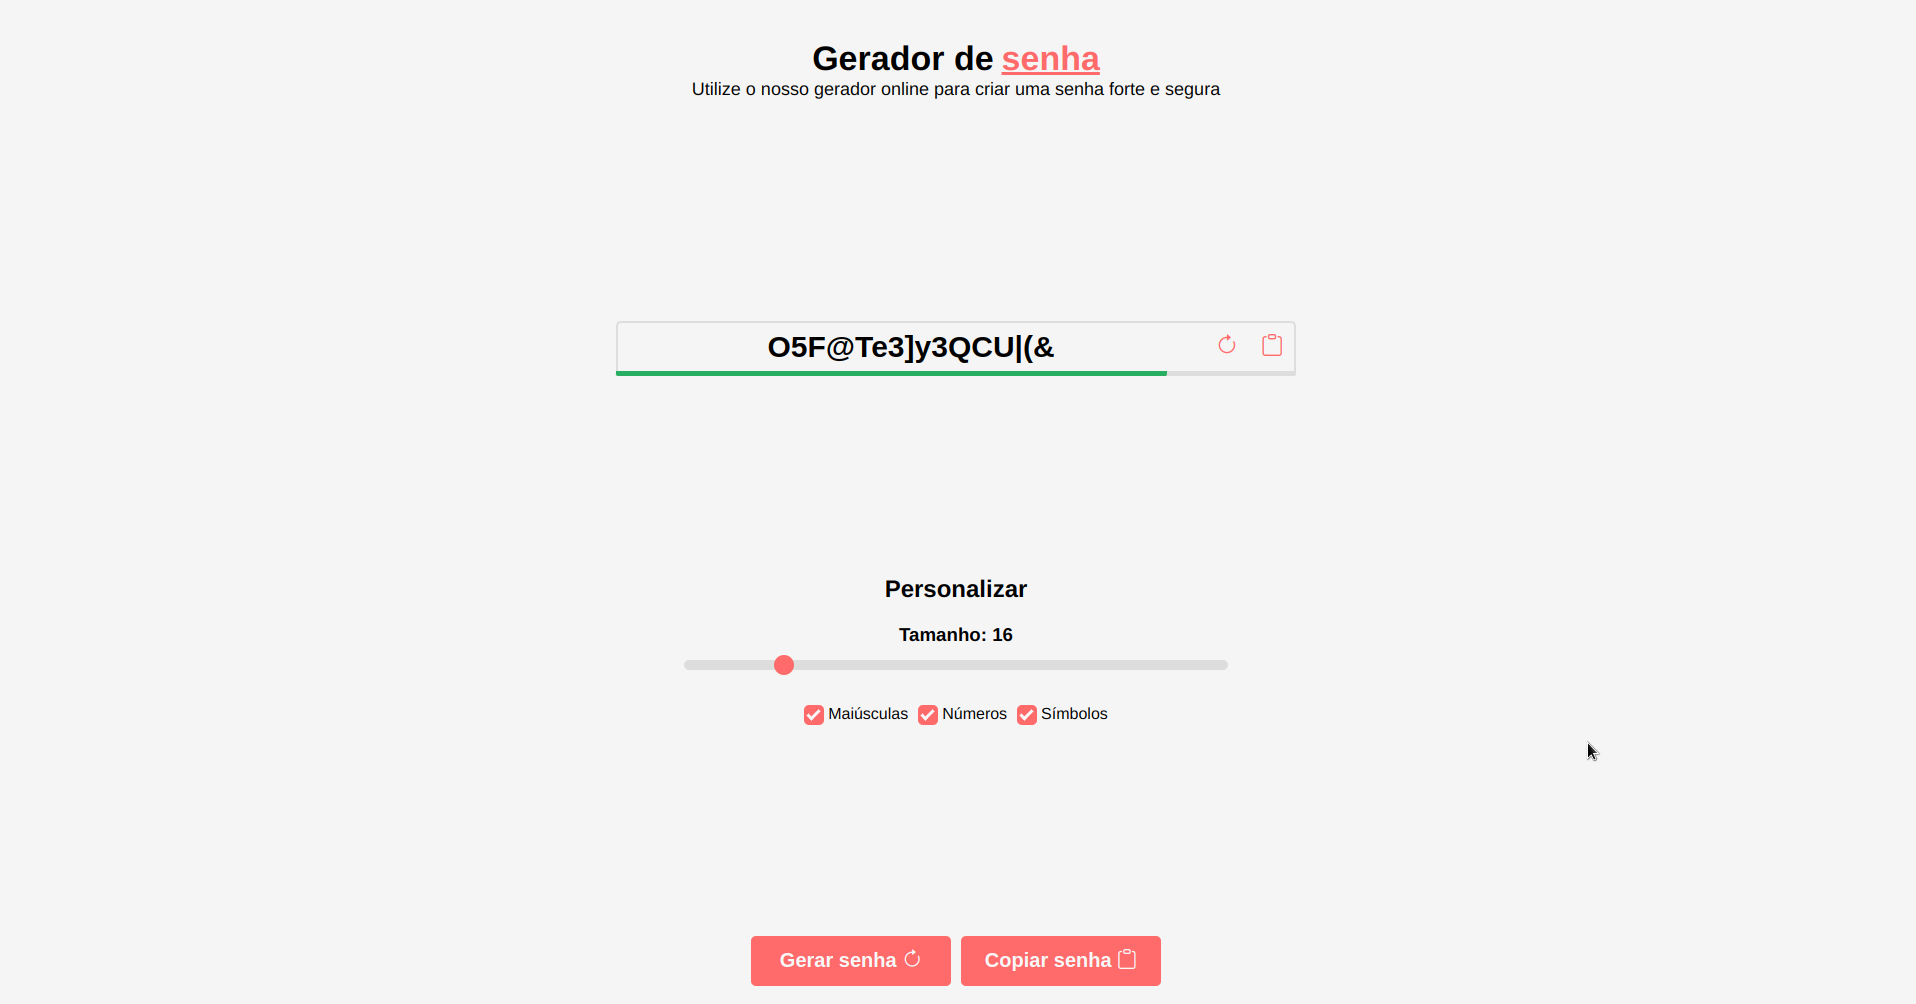 Gerador de senha
Utilize o nosso gerador online para criar uma senha forte e segura
O5F@Te3]y3QCU|(&
Personalizar
Tamanho: 16
Maiúsculas Números Símbolos
Gerar senha Copiar senha